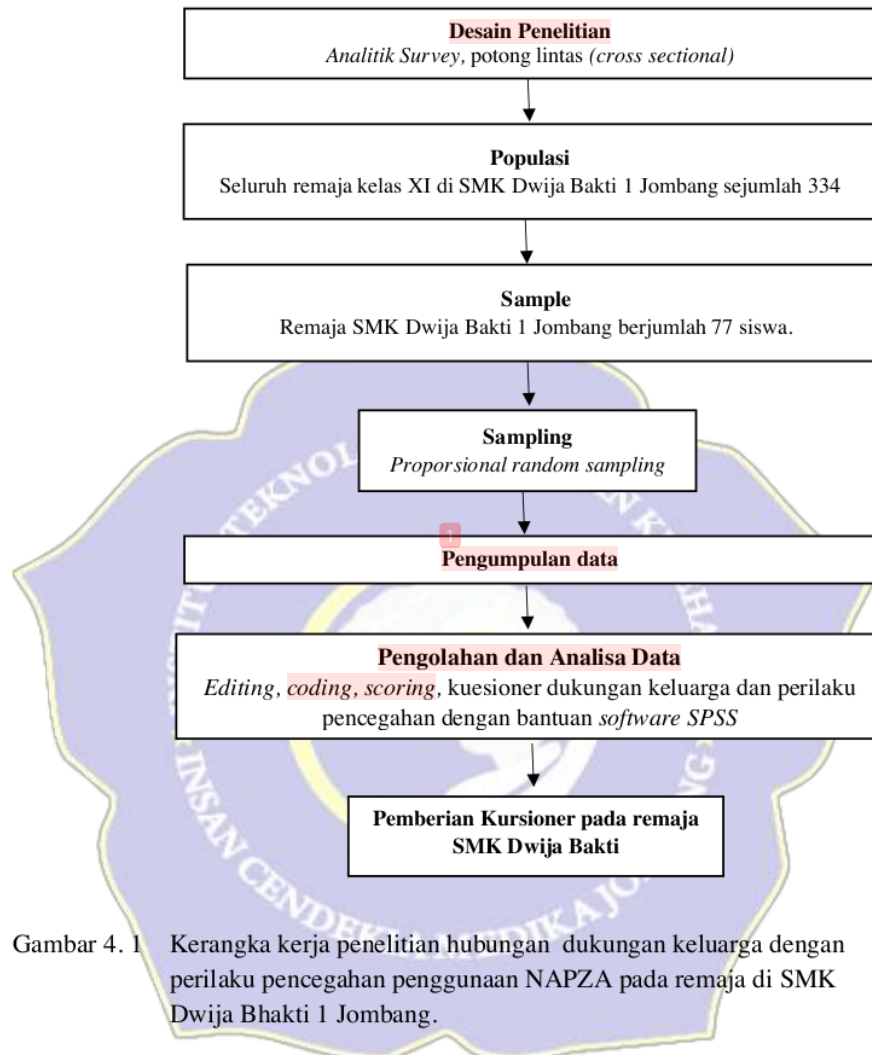 Desain Penelitian
Analitik Survey, potong lintas (cross sectional)
Populasi
Seluruh remaja kelas XI di SMK Dwija Bakti 1 Jombang sejumlah 334
Sample
Remaja SMK Dwija Bakti 1 Jombang berjumlah 77 siswa.
Sampling
Proporsional random sampling
1
Pengumpulan data
Pengolahan dan Analisa Data
Editing, coding, scoring, kuesioner dukungan keluarga dan perilaku
pencegahan dengan bantuan software SPSS
Pemberian Kursioner pada remaja
SMK Dwija Bakti
INSAN CENDEKIA MEDIKA
Gambar 4. 1 Kerangka kerja penelitian hubungan dukungan keluarga dengan
perilaku pencegahan penggunaan NAPZA pada remaja di SMK
Dwija Bhakti 1 Jombang.